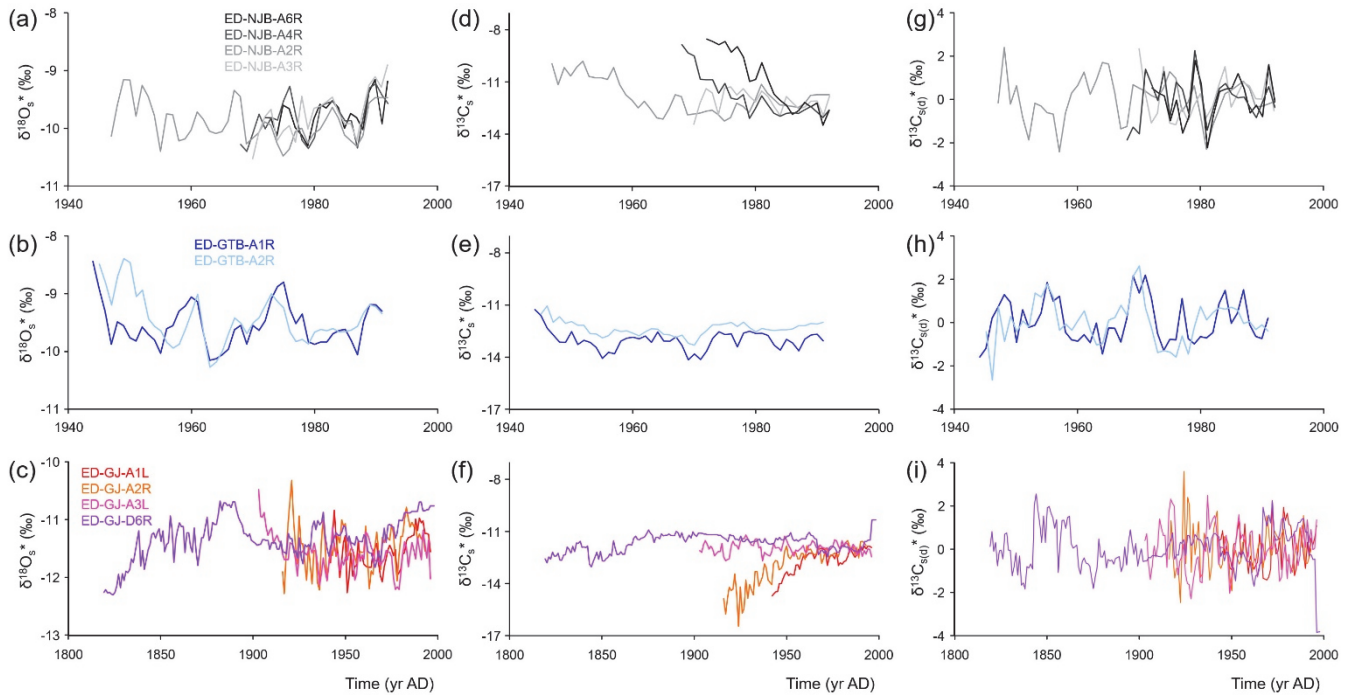 (a)
-8
-9
-10
-11
δ¹⁸Oₛ* (‰)
ED-NJB-A6R
ED-NJB-A4R
ED-NJB-A2R
ED-NJB-A3R
1940 1960 1980 2000
(d)
-8
-11
-14
-17
δ¹³Cₛ* (‰)
1940 1960 1980 2000
(g)
4
2
0
-2
-4
δ¹³Cₛ(d)* (‰)
1940 1960 1980 2000
(b)
-8
-9
-10
-11
δ¹⁸Oₛ* (‰)
ED-GTB-A1R
ED-GTB-A2R
1940 1960 1980 2000
(e)
-8
-11
-14
-17
δ¹³Cₛ* (‰)
1940 1960 1980 2000
(h)
4
2
0
-2
-4
δ¹³Cₛ(d)* (‰)
1940 1960 1980 2000
(c)
-10
-11
-12
-13
δ¹⁸Oₛ* (‰)
ED-GJ-A1L
ED-GJ-A2R
ED-GJ-A3L
ED-GJ-D6R
1800 1850 1900 1950 2000
Time (yr AD)
(f)
-8
-11
-14
-17
δ¹³Cₛ* (‰)
1800 1850 1900 1950 2000
Time (yr AD)
(i)
4
2
0
-2
-4
δ¹³Cₛ(d)* (‰)
1800 1850 1900 1950 2000
Time (yr AD)